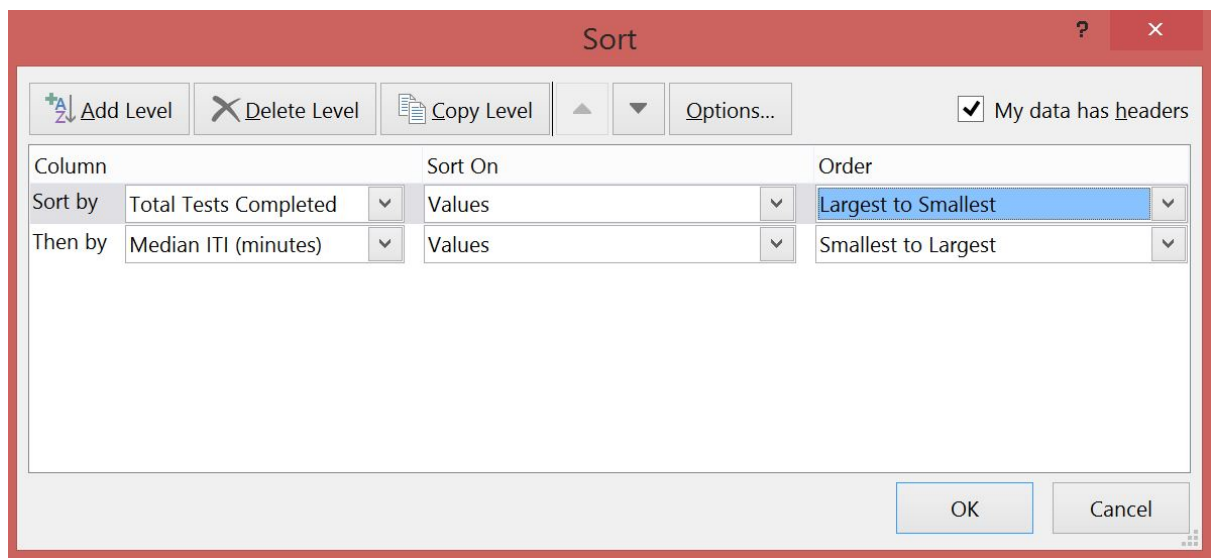 Sort
?
Add Level Delete Level Copy Level Options... My data has headers
Column Sort On Order
Sort by Total Tests Completed Values Largest to Smallest
Then by Median ITI (minutes) Values Smallest to Largest
OK Cancel